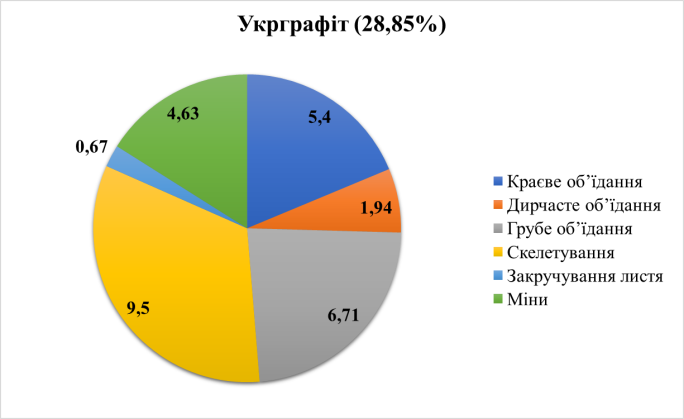 Укрграфіт (28,85%)
4,63
5,4
0,67
1,94
9,5
6,71
Краєве об’їдання
Дирчасте об’їдання
Грубе об’їдання
Скелетування
Закручування листя
Міни